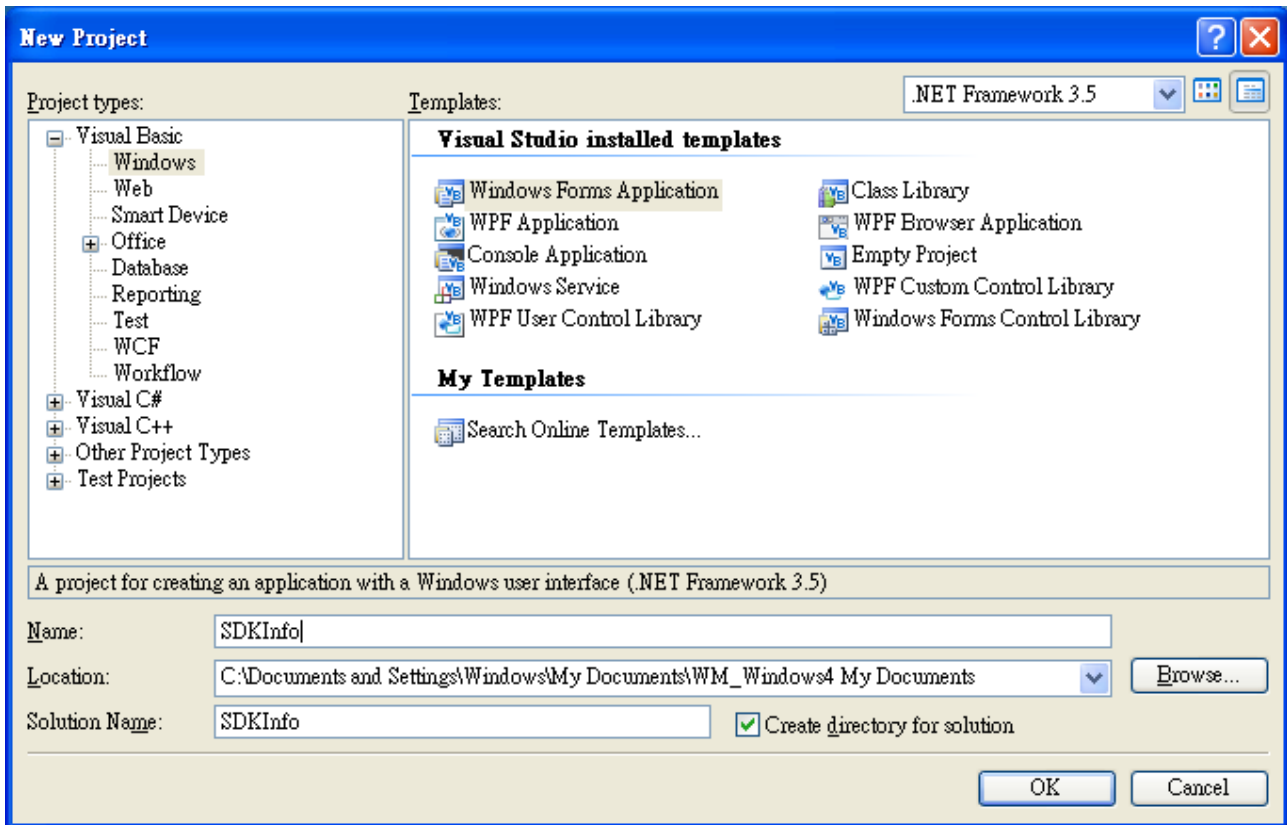 New Project
Project types:
Templates:
.NET Framework 3.5
Visual Basic
Windows
Web
Smart Device
Office
Database
Reporting
Test
WCF
Workflow
Visual C#
Visual C++
Other Project Types
Test Projects
Visual Studio installed templates
Windows Forms Application
Class Library
WPF Application
WPF Browser Application
Console Application
Empty Project
Windows Service
WPF Custom Control Library
WPF User Control Library
Windows Forms Control Library
My Templates
Search Online Templates...
A project for creating an application with a Windows user interface (.NET Framework 3.5)
Name:
SDKInfo
Location:
C:\Documents and Settings\Windows\My Documents\WM_Windows4 My Documents
Browse...
Solution Name:
SDKInfo
Create directory for solution
OK
Cancel